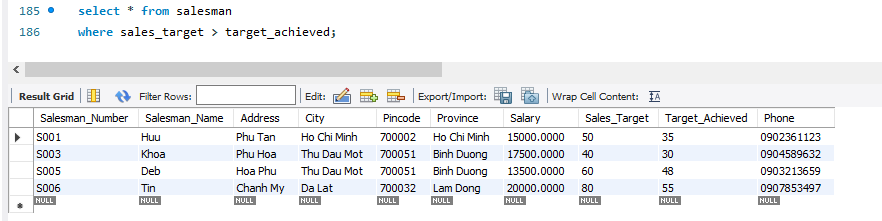 185 select * from salesman
186 where sales_target > target_achieved;
Result Grid Filter Rows: Edit: Export/Import: Wrap Cell Content: IA
Salesman_Number Salesman_Name Address City Pincode Province Salary Sales_Target Target_Achieved Phone
S001 Huu Phu Tan Ho Chi Minh 700002 Ho Chi Minh 15000.0000 50 35 0902361123
S003 Khoa Phu Hoa Thu Dau Mot 700051 Binh Duong 17500.0000 40 30 0904589632
S005 Deb Hoa Phu Thu Dau Mot 700051 Binh Duong 13500.0000 60 48 0903213659
S006 Tin Chanh My Da Lat 700032 Lam Dong 20000.0000 80 55 0907853497
NULL NULL NULL NULL NULL NULL NULL NULL NULL NULL